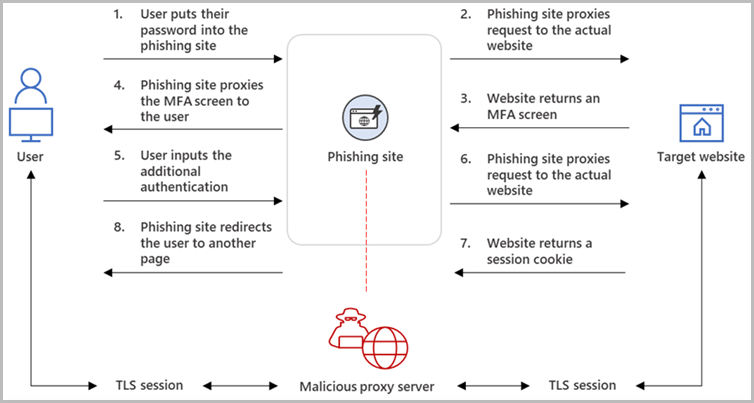 1. User puts their
password into the
phishing site
2. Phishing site proxies
request to the actual
website
4. Phishing site proxies
the MFA screen to
the user
3. Website returns an
MFA screen
User
Phishing site
Target website
5. User inputs the
additional
authentication
6. Phishing site proxies
request to the actual
website
8. Phishing site redirects
the user to another
page
7. Website returns a
session cookie
TLS session
Malicious proxy server
TLS session